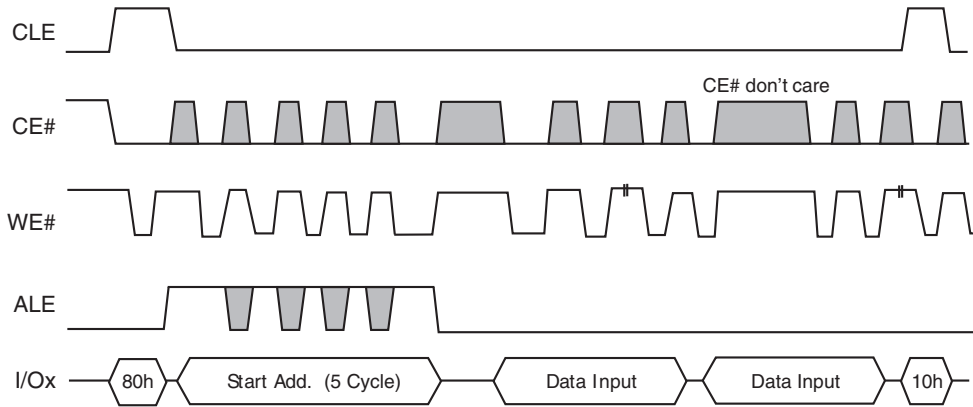 CLE
CE# don't care
CE#
WE#
ALE
I/Ox 80h Start Add. (5 Cycle) Data Input Data Input 10h